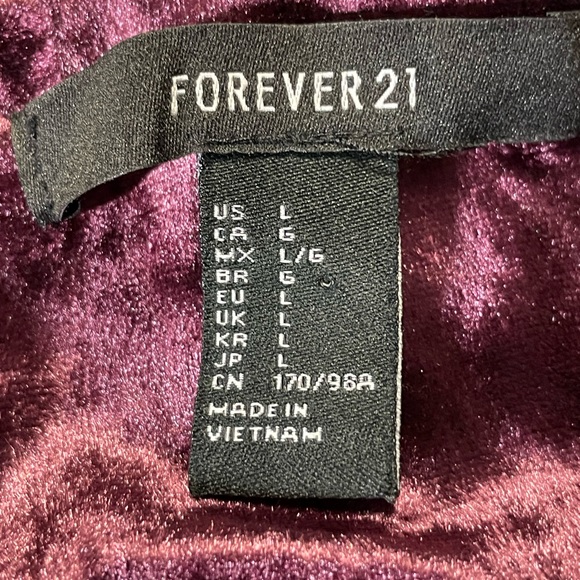 FOREVER 21
US L
CA G
MX L/G
BR G
EU L
UK L
KR L
JP L
CN 170/98A
MADE IN
VIETNAM